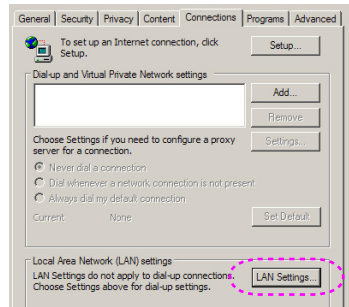 General Security Privacy Content Connections Programs Advanced
To set up an Internet connection, click
Setup.
Setup...
Dial-up and Virtual Private Network settings
Add...
Remove
Choose Settings if you need to configure a proxy
server for a connection.
Settings...
Never dial a connection
Dial whenever a network connection is not present
Always dial my default connection
Current None
Set Default
Local Area Network (LAN) settings
LAN Settings do not apply to dial-up connections.
Choose Settings above for dial-up settings.
LAN Settings...